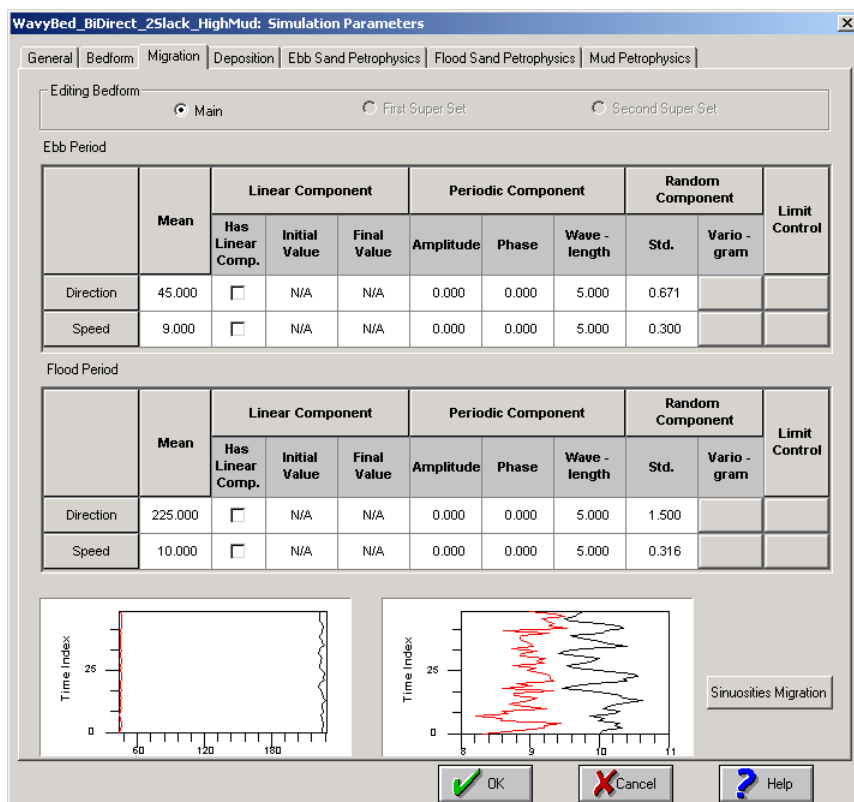 WavyBed_BiDirect_2Slack_HighMud: Simulation Parameters
General Bedform Migration Deposition Ebb Sand Petrophysics Flood Sand Petrophysics Mud Petrophysics
Editing Bedform
Main First Super Set Second Super Set
Ebb Period
Mean Linear Component Periodic Component Random Component Limit Control
Has Linear Comp. Initial Value Final Value Amplitude Phase Wave - length Std. Vario - gram
Direction 45.000 N/A N/A 0.000 0.000 5.000 0.671
Speed 9.000 N/A N/A 0.000 0.000 5.000 0.300
Flood Period
Mean Linear Component Periodic Component Random Component Limit Control
Has Linear Comp. Initial Value Final Value Amplitude Phase Wave - length Std. Vario - gram
Direction 225.000 N/A N/A 0.000 0.000 5.000 1.500
Speed 10.000 N/A N/A 0.000 0.000 5.000 0.316
Time Index
25
0
60 120 180
Time Index
25
0
8 9 10 11
Sinuosities Migration
OK Cancel Help